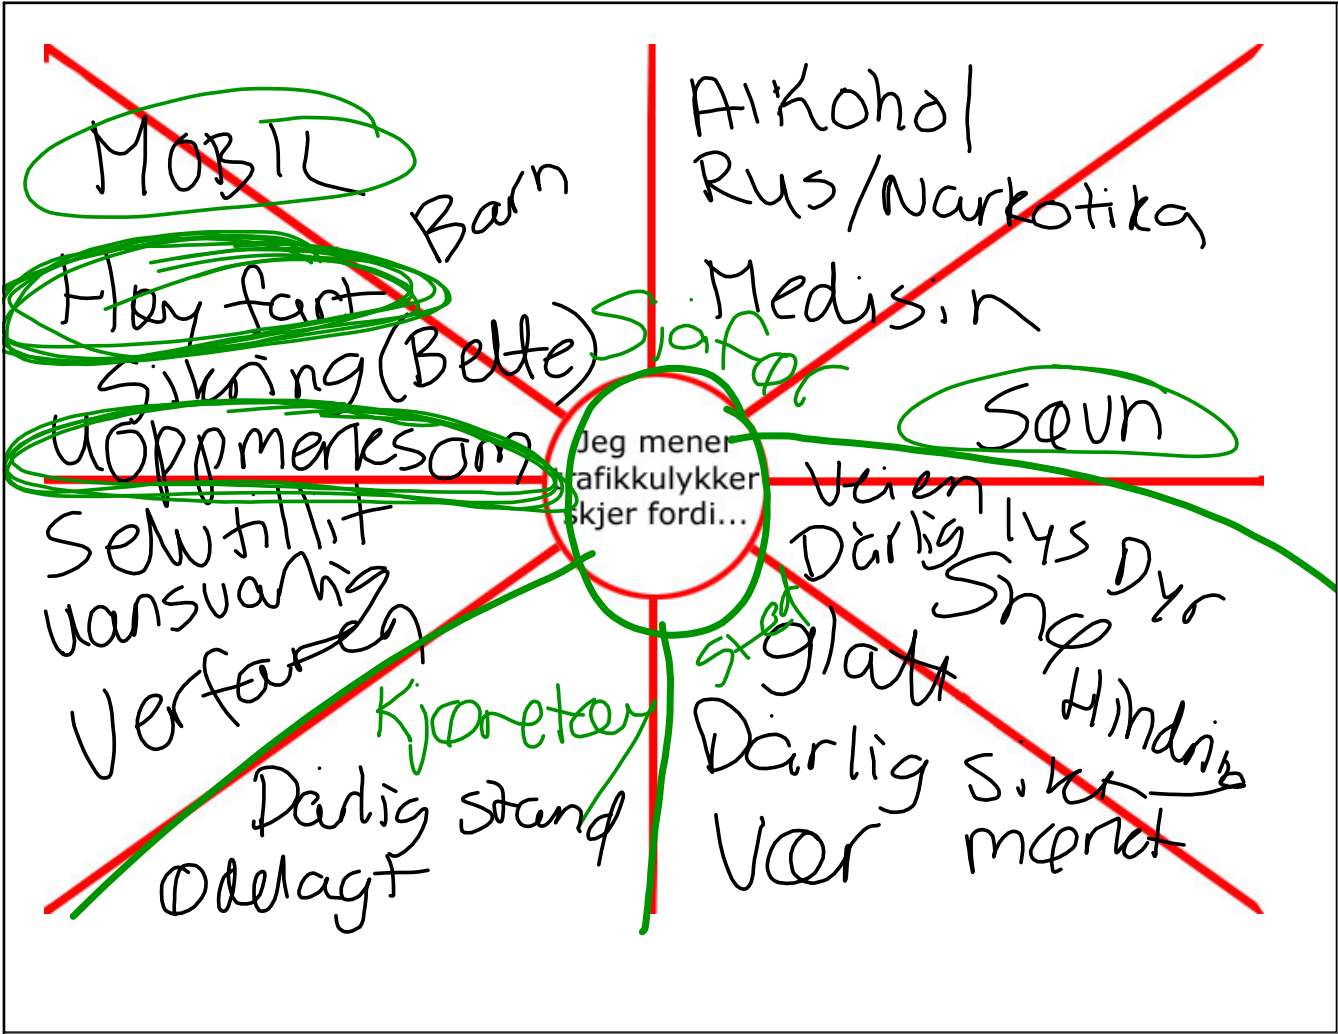 MOBIL
Barn
Høy fart
Sikring (Belte)
Uoppmerksom
Selvtillit
uansvarlig
Verfaren
Alkohol
Rus/Narkotika
Medisin
Sjafør
Søvn
Jeg mener
trafikkulykker
skjer fordi...
Veien
Dårlig lys
Dyr
Snø
sted
glatt
Hindring
Dårlig sikt
Vær
mørkt
Kjøretøy
Dårlig stand
Ødelagt